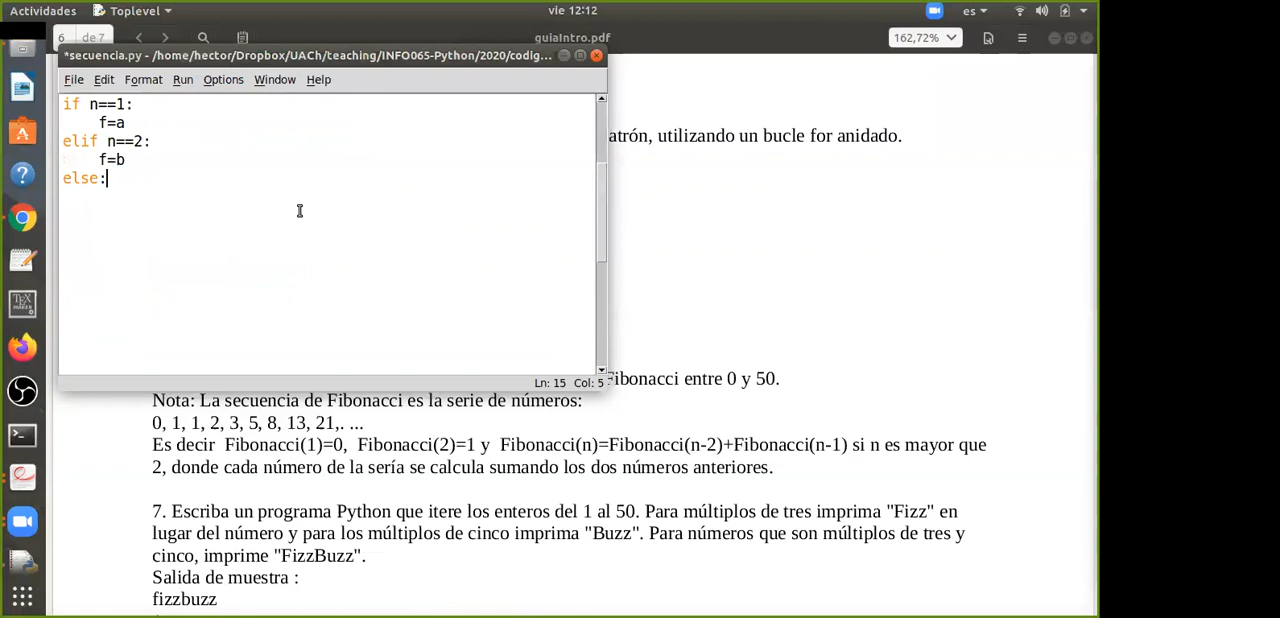 Actividades Toplevel vie 12:12 es
6 de 7 guiaIntro.pdf 162,72%
*secuencia.py - /home/hector/Dropbox/UACh/teaching/INFO065-Python/2020/codig...
File Edit Format Run Options Window Help
if n==1:
f=a
elif n==2:
f=b
else:
Ln: 15 Col: 5
atrón, utilizando un bucle for anidado.
Fibonacci entre 0 y 50.
Nota: La secuencia de Fibonacci es la serie de números:
0, 1, 1, 2, 3, 5, 8, 13, 21,. ...
Es decir Fibonacci(1)=0, Fibonacci(2)=1 y Fibonacci(n)=Fibonacci(n-2)+Fibonacci(n-1) si n es mayor que
2, donde cada número de la sería se calcula sumando los dos números anteriores.
7. Escriba un programa Python que itere los enteros del 1 al 50. Para múltiplos de tres imprima "Fizz" en
lugar del número y para los múltiplos de cinco imprima "Buzz". Para números que son múltiplos de tres y
cinco, imprime "FizzBuzz".
Salida de muestra :
fizzbuzz